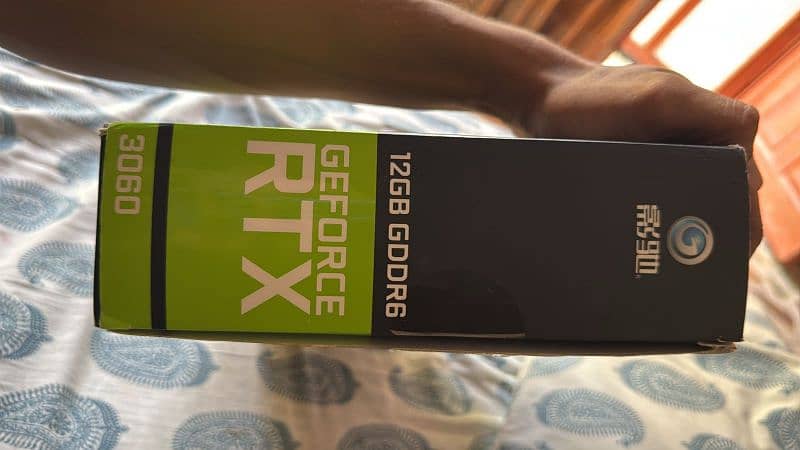 影驰
12GB GDDR6
GEFORCE
RTX
3060